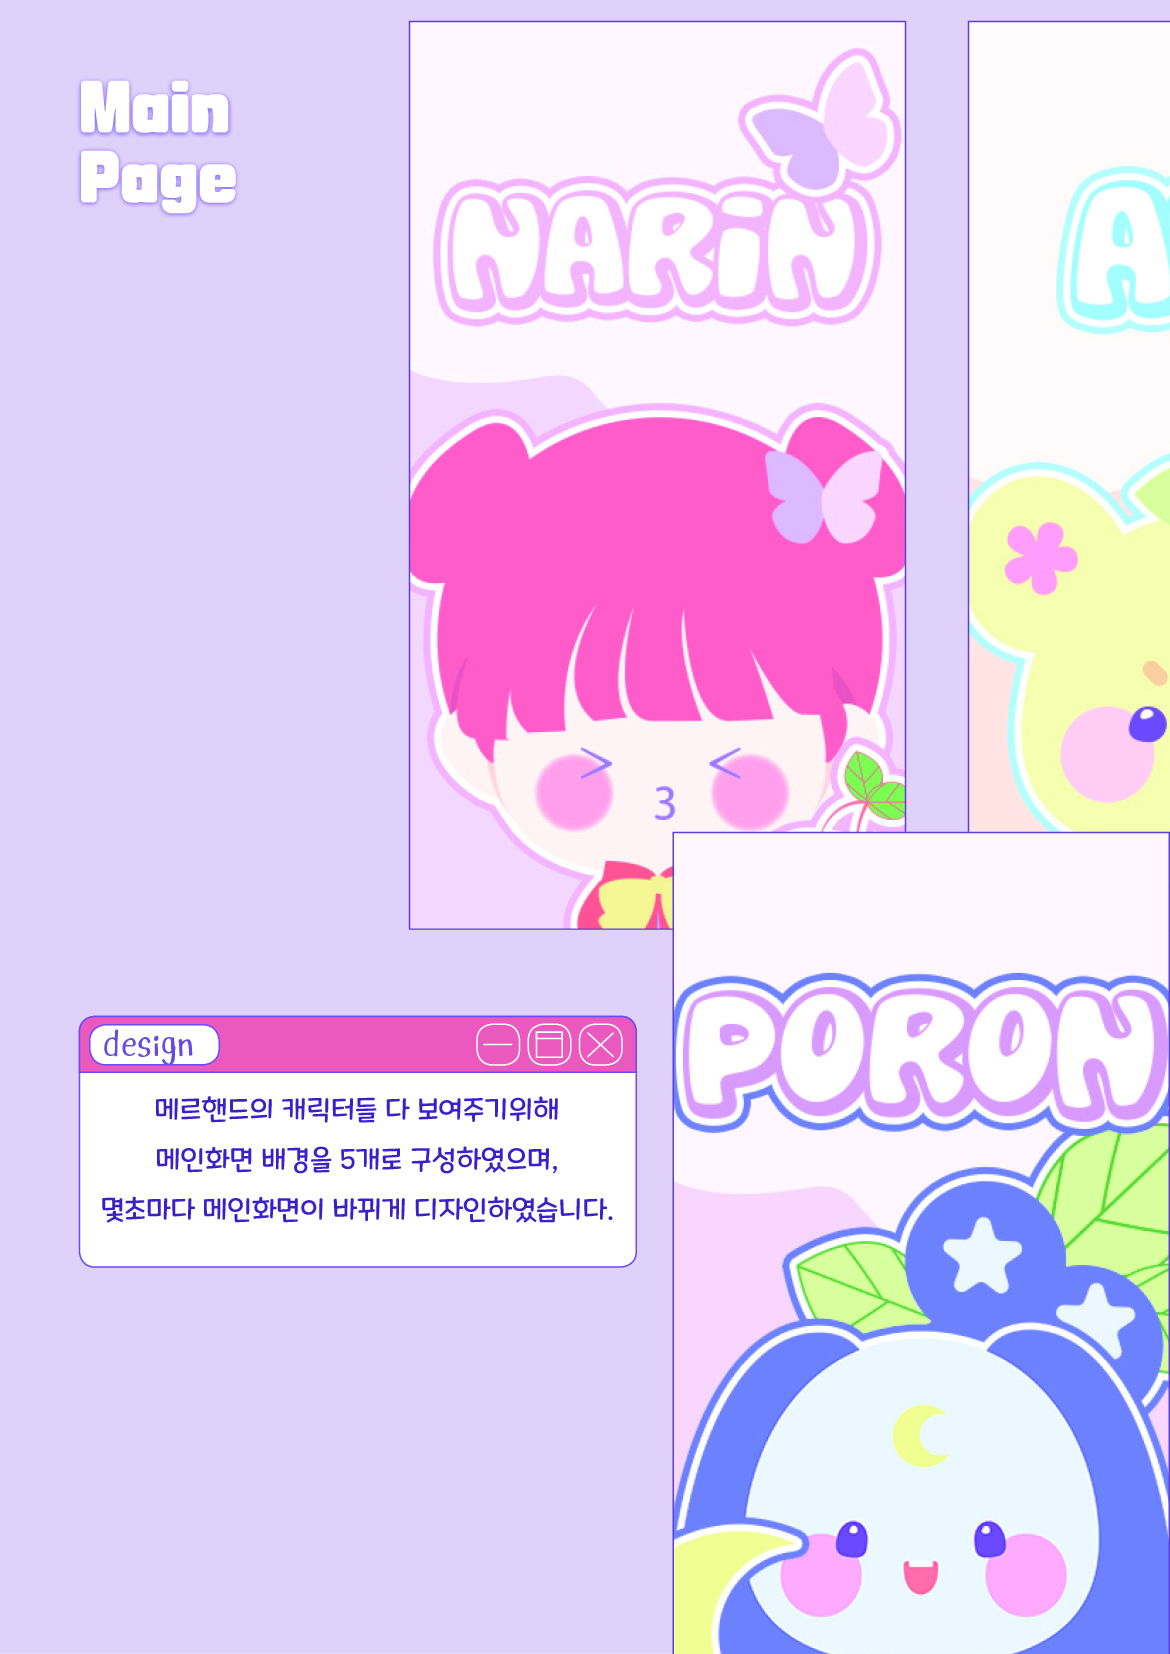 Main
Page
NARiN
A
3
PORON
design
메르핸드의 캐릭터들 다 보여주기위해
메인화면 배경을 5개로 구성하였으며,
몇초마다 메인화면이 바뀌게 디자인하였습니다.